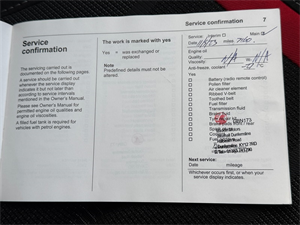 Service confirmation 7
Service
confirmation
The servicing carried out is
documented on the following pages.
A service should be carried out
whenever the service display
indicates it but not later than
according to service intervals
mentioned in the Owner's Manual.
Please see Owner's Manual for
permitted engine oil qualities and
engine oil viscosities.
A filled fuel tank is required for
vehicles with petrol engines.
The work is marked with yes
Yes = was exchanged or
replaced
Note
Predefined details must not be
altered
Service: Interim Main
Date miles
Engine oil
Quality N/A
Viscosity:
Anti-freeze, coolant
Yes
Battery (radio remote control)
Pollen filter
Air cleaner element
Ribbed V-belt
Toothed belt
Fuel filter
Transmission fluid
Brake fluid
Next service:
Date mileage
Whichever occurs first, or when your
service display indicates.